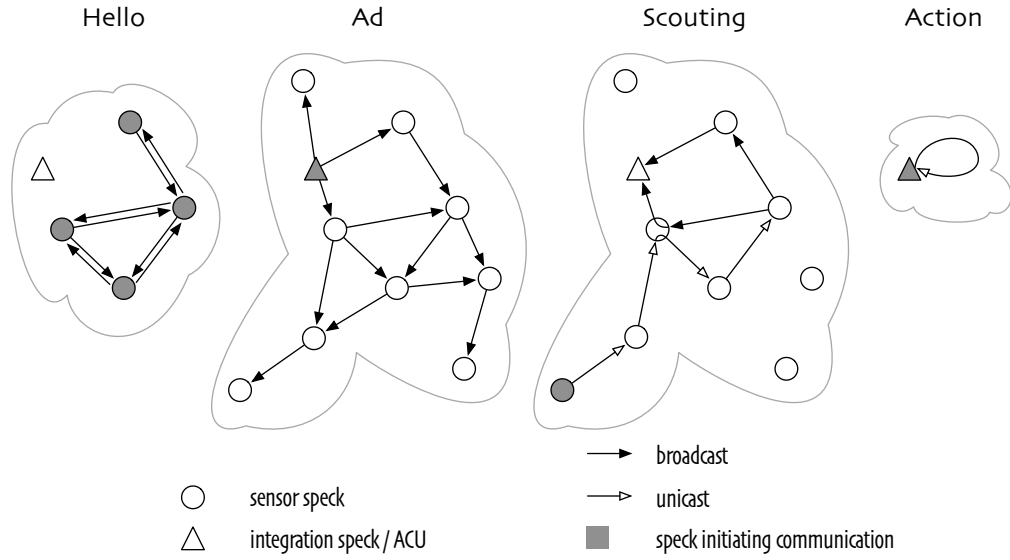 Hello Ad Scouting Action
broadcast
sensor speck
unicast
integration speck / ACU
speck initiating communication